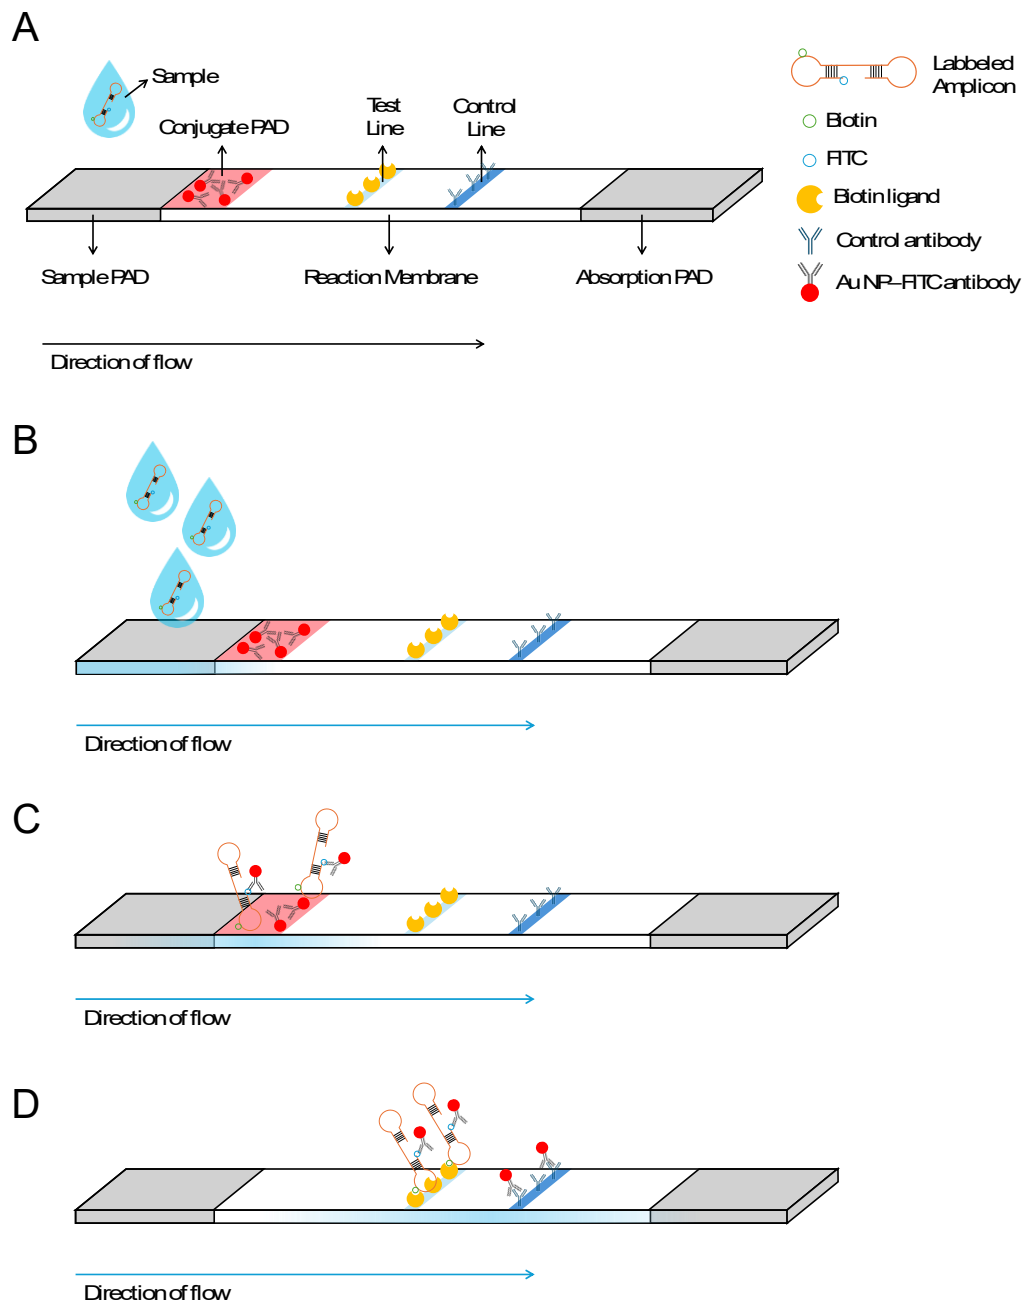 A
Sample
Conjugate PAD
Test
Line
Control
Line
Sample PAD
Reaction Membrane
Absorption PAD
Direction of flow
Labbeled
Amplicon
Biotin
FITC
Biotin ligand
Control antibody
Au NP–FITC antibody
B
Direction of flow
C
Direction of flow
D
Direction of flow